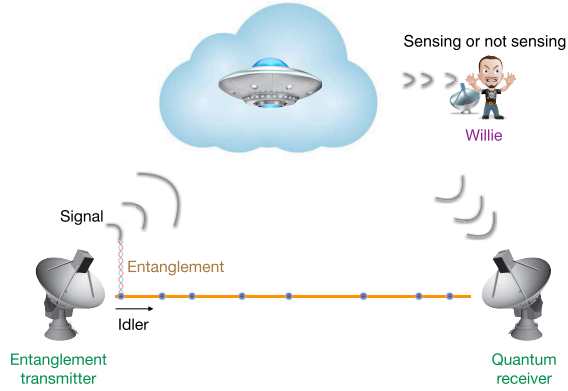 Sensing or not sensing
Willie
Signal
Entanglement
Idler
Entanglement
transmitter
Quantum
receiver